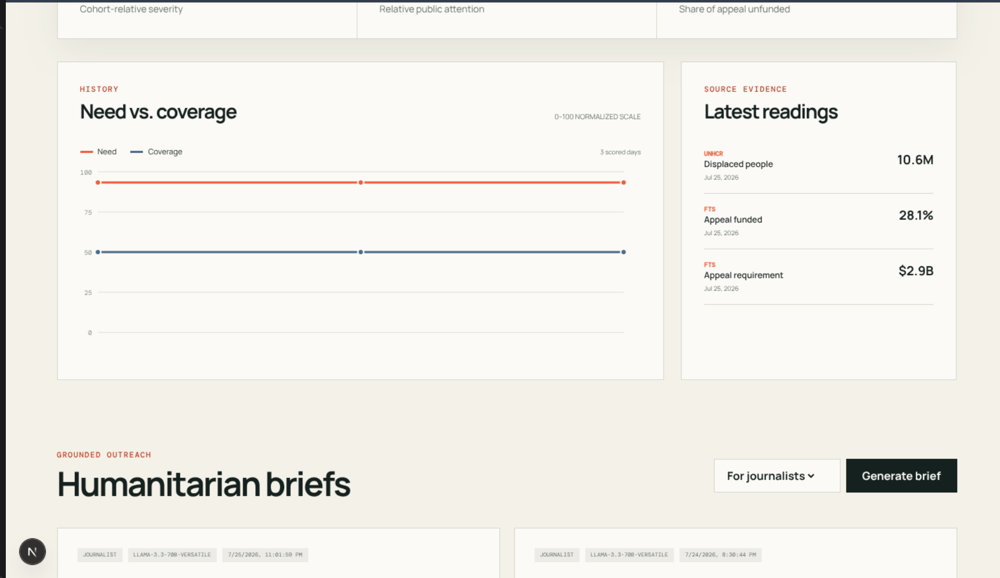 Cohort-relative severity
Relative public attention
Share of appeal unfunded
HISTORY
Need vs. coverage
0–100 NORMALIZED SCALE
Need
Coverage
3 scored days
100
75
50
25
0
SOURCE EVIDENCE
Latest readings
UNHCR
Displaced people
Jul 25, 2026
10.6M
FTS
Appeal funded
Jul 25, 2026
28.1%
FTS
Appeal requirement
Jul 25, 2026
$2.9B
GROUNDED OUTREACH
Humanitarian briefs
For journalists
Generate brief
JOURNALIST
LLAMA-3.3-70B-VERSATILE
7/25/2026, 11:01:59 PM
JOURNALIST
LLAMA-3.3-70B-VERSATILE
7/24/2026, 8:30:44 PM
N